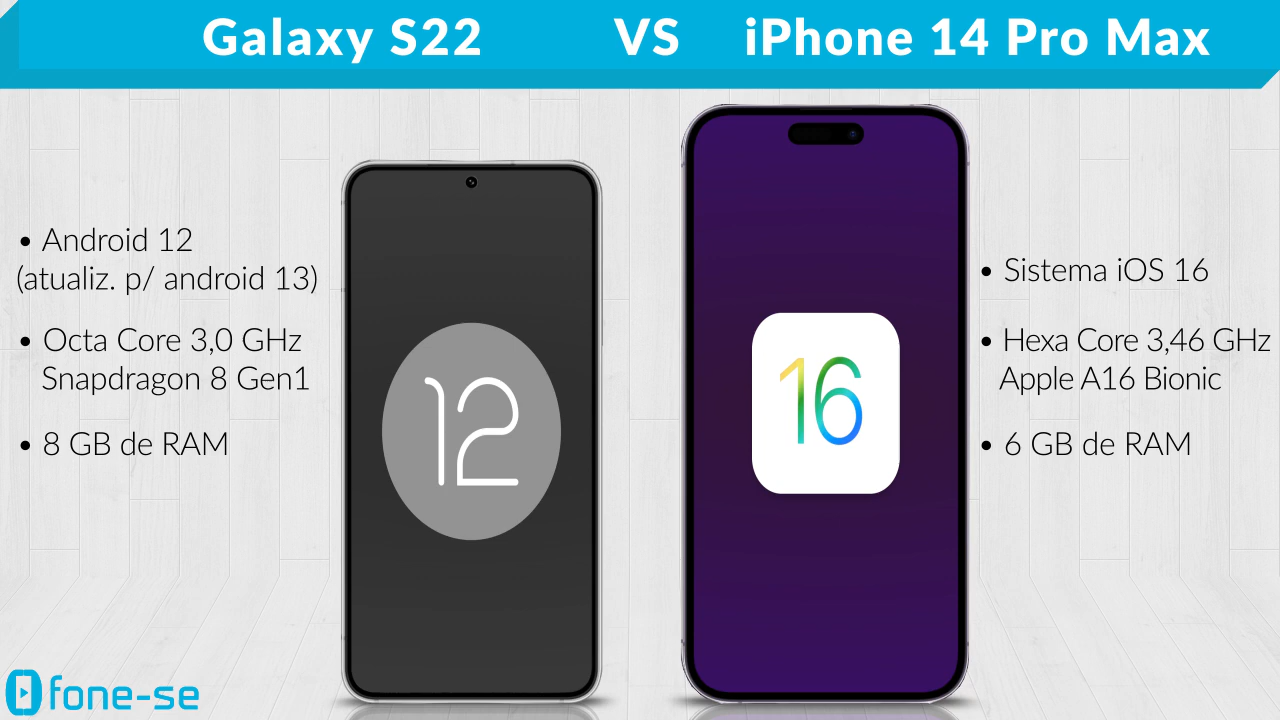 Galaxy S22 VS iPhone 14 Pro Max
• Android 12
(atualiz. p/ android 13)
• Octa Core 3,0 GHz
Snapdragon 8 Gen1
• 8 GB de RAM
12
16
• Sistema iOS 16
• Hexa Core 3,46 GHz
Apple A16 Bionic
• 6 GB de RAM
fone-se